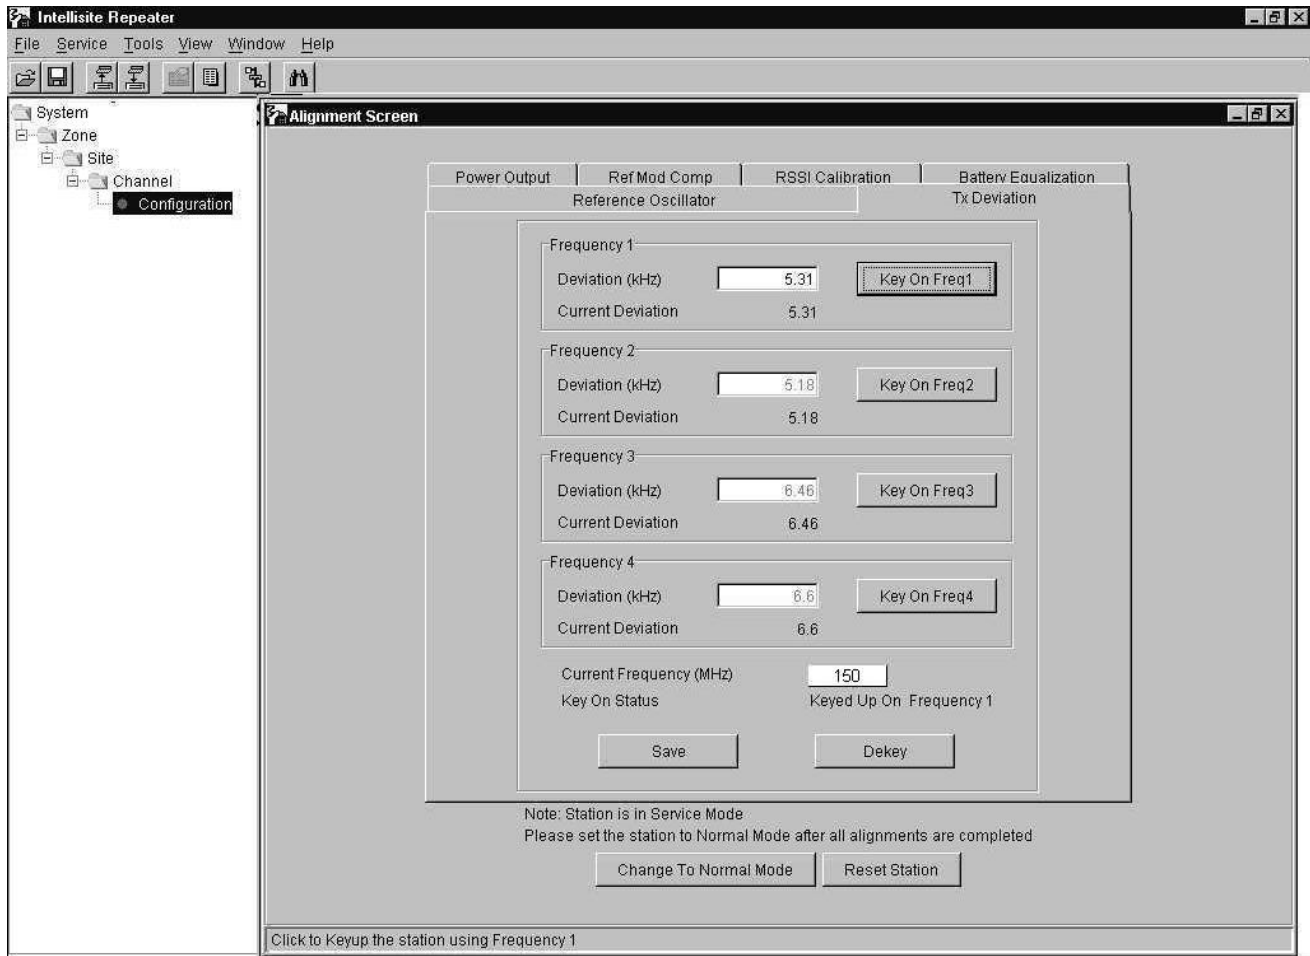 Intellisite Repeater
File Service Tools View Window Help
System
Zone
Site
Channel
Configuration
Alignment Screen
Power Output Ref Mod Comp RSSI Calibration Battery Equalization
Reference Oscillator Tx Deviation
Frequency 1
Deviation (kHz) 5.31 Key On Freq1
Current Deviation 5.31
Frequency 2
Deviation (kHz) 5.18 Key On Freq2
Current Deviation 5.18
Frequency 3
Deviation (kHz) 6.46 Key On Freq3
Current Deviation 6.46
Frequency 4
Deviation (kHz) 6.6 Key On Freq4
Current Deviation 6.6
Current Frequency (MHz) 150
Key On Status Keyed Up On Frequency 1
Save Dekey
Note: Station is in Service Mode
Please set the station to Normal Mode after all alignments are completed
Change To Normal Mode Reset Station
Click to Keyup the station using Frequency 1